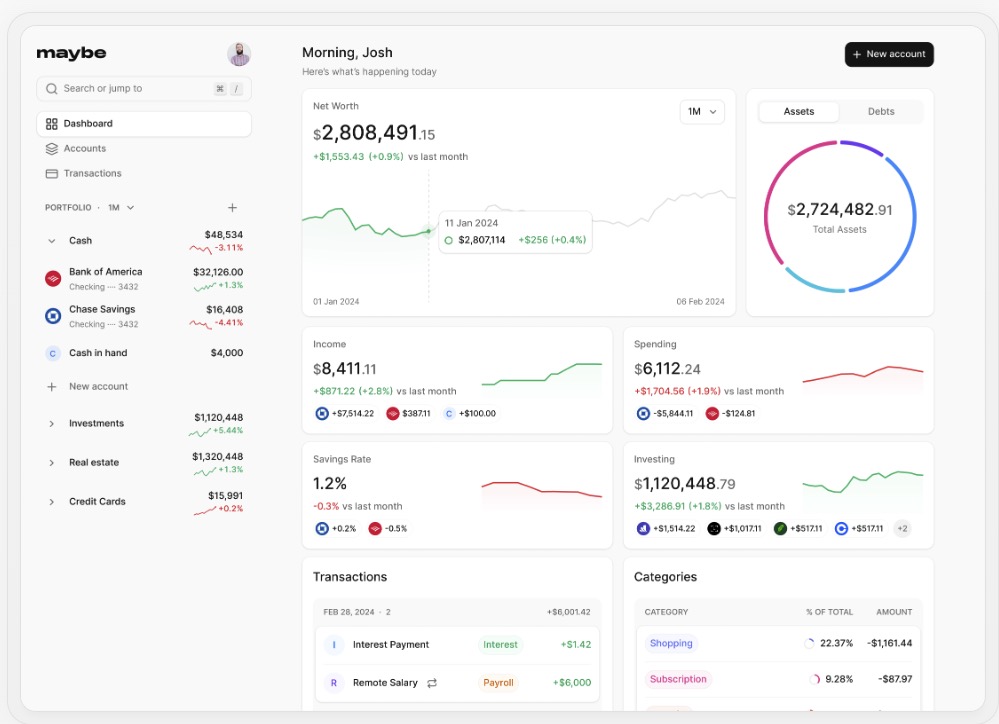 maybe
Search or jump to ⌘ /
Dashboard
Accounts
Transactions
PORTFOLIO · 1M
Cash $48,534
-3.11%
Bank of America $32,126.00
Checking ···· 3432 +1.3%
Chase Savings $16,408
Checking ···· 3432 -4.41%
C Cash in hand $4,000
+ New account
Investments $1,120,448
+5.44%
Real estate $1,320,448
+1.3%
Credit Cards $15,991
+0.2%
Morning, Josh
Here's what's happening today
+ New account
Net Worth
$2,808,491.15
+$1,553.43 (+0.9%) vs last month
1M
11 Jan 2024
$2,807,114 +$256 (+0.4%)
01 Jan 2024 06 Feb 2024
Assets Debts
$2,724,482.91
Total Assets
Income
$8,411.11
+$871.22 (+2.8%) vs last month
+$7,514.22 $387.11 C +$100.00
Spending
$6,112.24
+$1,704.56 (+1.9%) vs last month
-$5,844.11 -$124.81
Savings Rate
1.2%
-0.3% vs last month
+0.2% -0.5%
Investing
$1,120,448.79
+$3,286.91 (+1.8%) vs last month
+$1,514.22 +$1,017.11 +$517.11 +$517.11 +2
Transactions
FEB 28, 2024 · 2 +$6,001.42
I Interest Payment Interest +$1.42
R Remote Salary Payroll +$6,000
Categories
CATEGORY % OF TOTAL AMOUNT
Shopping 22.37% -$1,161.44
Subscription 9.28% -$87.97